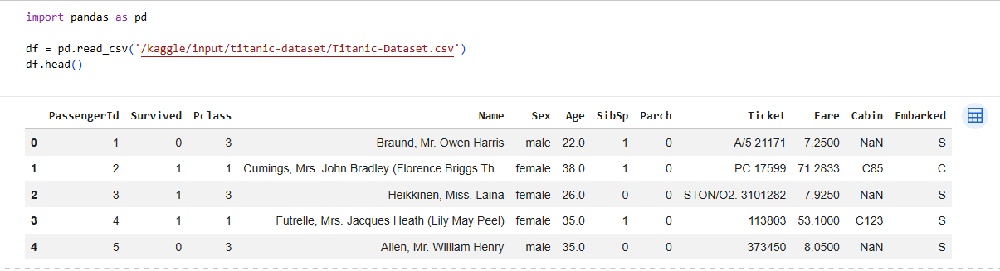 import pandas as pd
df = pd.read_csv('/kaggle/input/titanic-dataset/Titanic-Dataset.csv')
df.head()
PassengerId Survived Pclass Name Sex Age SibSp Parch Ticket Fare Cabin Embarked
0 1 0 3 Braund, Mr. Owen Harris male 22.0 1 0 A/5 21171 7.2500 NaN S
1 2 1 1 Cumings, Mrs. John Bradley (Florence Briggs Th... female 38.0 1 0 PC 17599 71.2833 C85 C
2 3 1 3 Heikkinen, Miss. Laina female 26.0 0 0 STON/O2. 3101282 7.9250 NaN S
3 4 1 1 Futrelle, Mrs. Jacques Heath (Lily May Peel) female 35.0 1 0 113803 53.1000 C123 S
4 5 0 3 Allen, Mr. William Henry male 35.0 0 0 373450 8.0500 NaN S